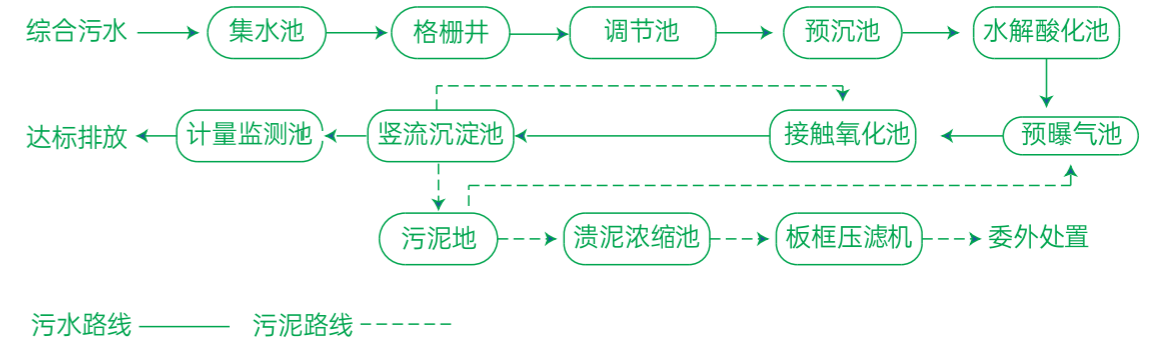 综合污水 集水池 格栅井 调节池 预沉池 水解酸化池
达标排放 计量监测池 竖流沉淀池 接触氧化池 预曝气池
污泥地 溃泥浓缩池 板框压滤机 委外处置
污水路线 污泥路线